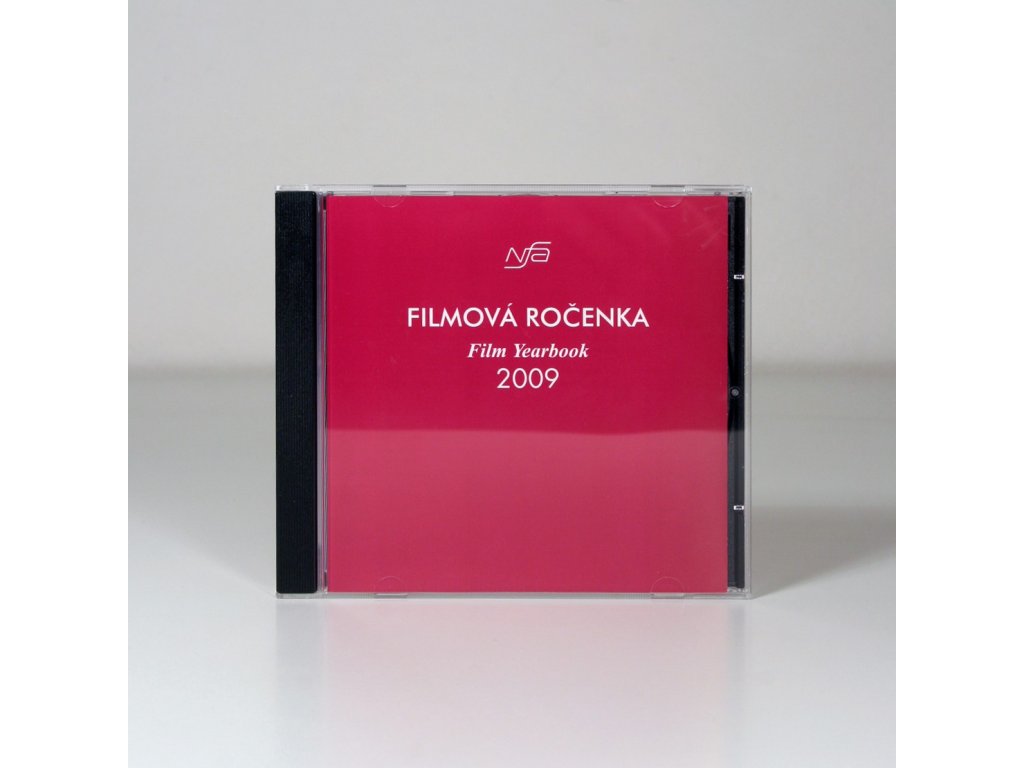 Nfa
FILMOVÁ ROČENKA
Film Yearbook
2009